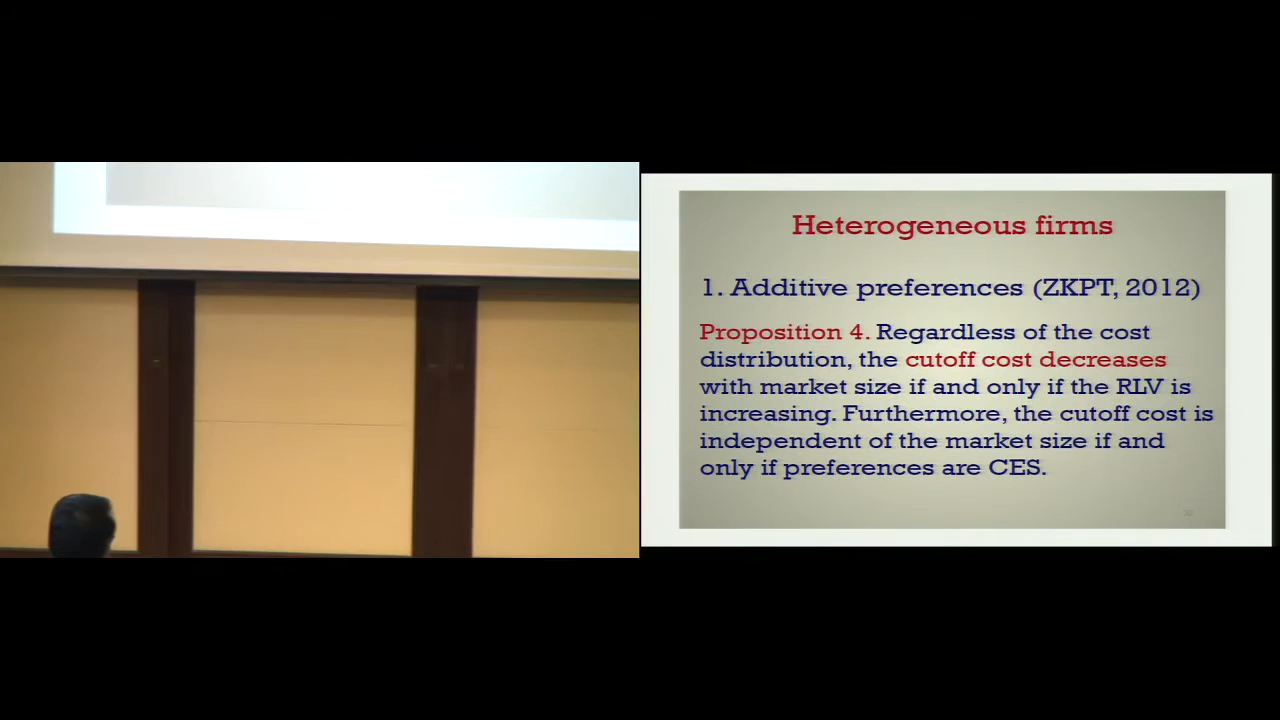 Heterogeneous firms
1. Additive preferences (ZKPT, 2012)
Proposition 4. Regardless of the cost
distribution, the cutoff cost decreases
with market size if and only if the RLV is
increasing. Furthermore, the cutoff cost is
independent of the market size if and
only if preferences are CES.